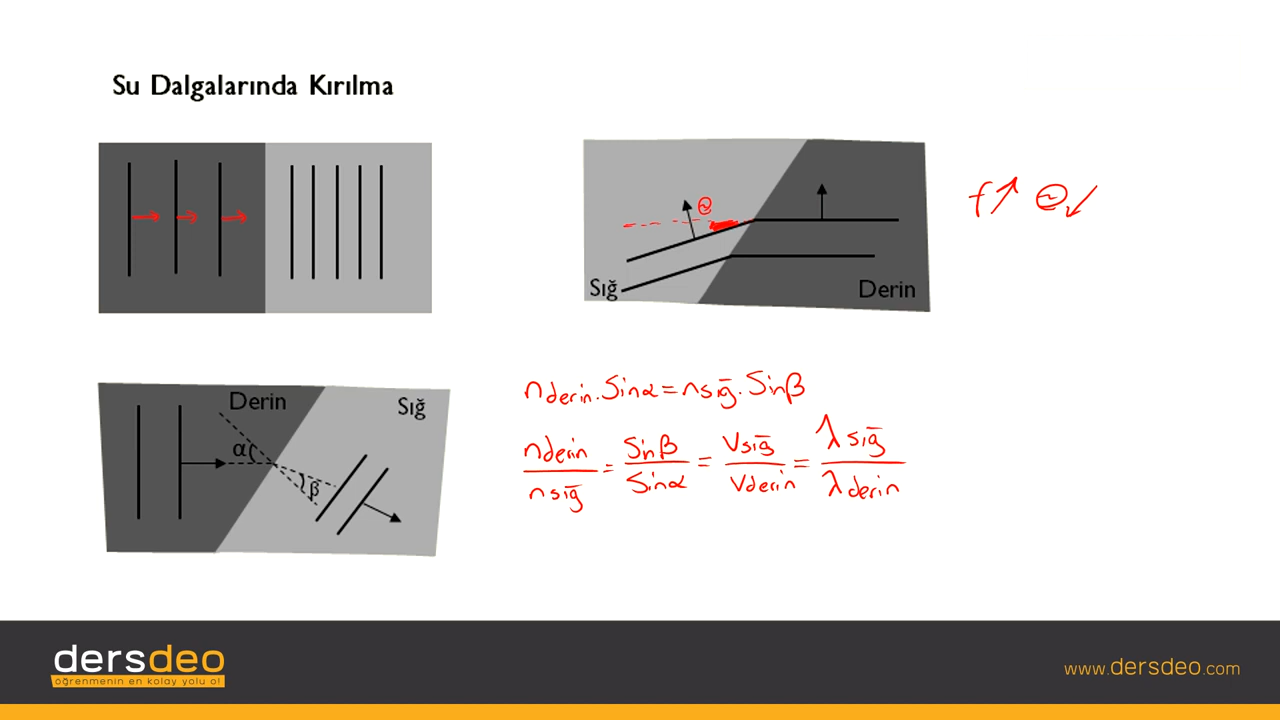 Su Dalgalarında Kırılma
Θ
f↗ Θ↙
Sığ
Derin
Derin
Sığ
α
β
nderin.Sinα=nsığ.Sinβ
nderin/nsığ = Sinβ/Sinα = Vsığ/Vderin = λsığ/λderin
dersdeo
öğrenmenin en kolay yolu o!
www.dersdeo.com